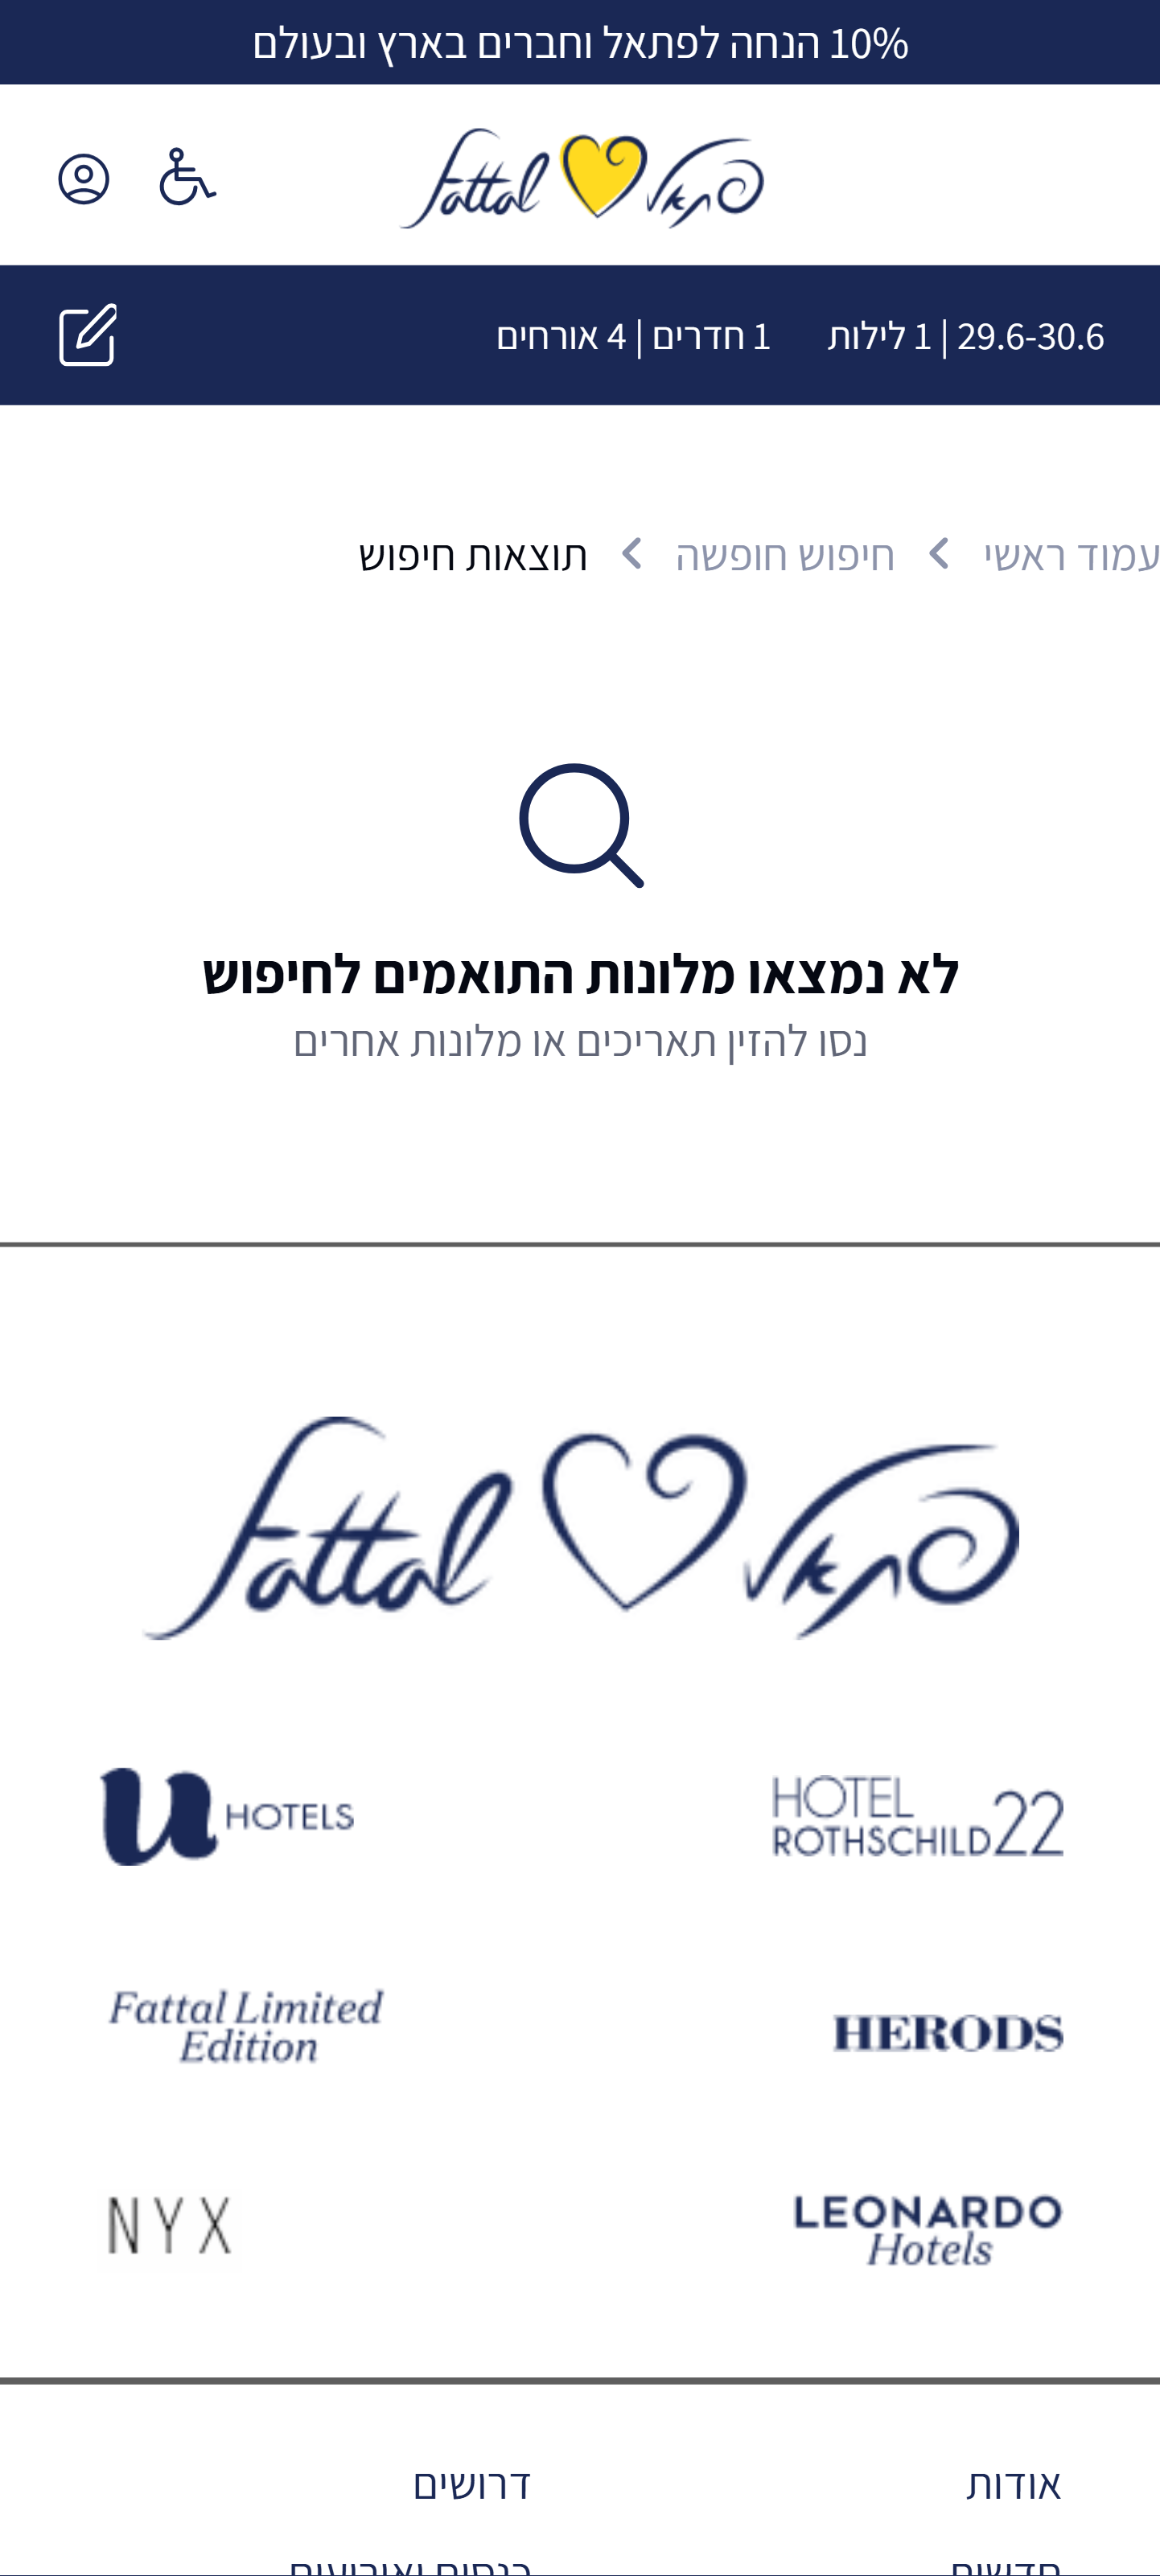 10% הנחה לפתאל וחברים בארץ ובעולם
fattal פתאל
29.6-30.6 | 1 לילות 1 חדרים | 4 אורחים
עמוד ראשי חיפוש חופשה תוצאות חיפוש
לא נמצאו מלונות התואמים לחיפוש
נסו להזין תאריכים או מלונות אחרים
fattal פתאל
HOTEL
ROTHSCHILD 22
u HOTELS
HERODS
Fattal Limited
Edition
LEONARDO
Hotels
NYX
אודות
דרושים